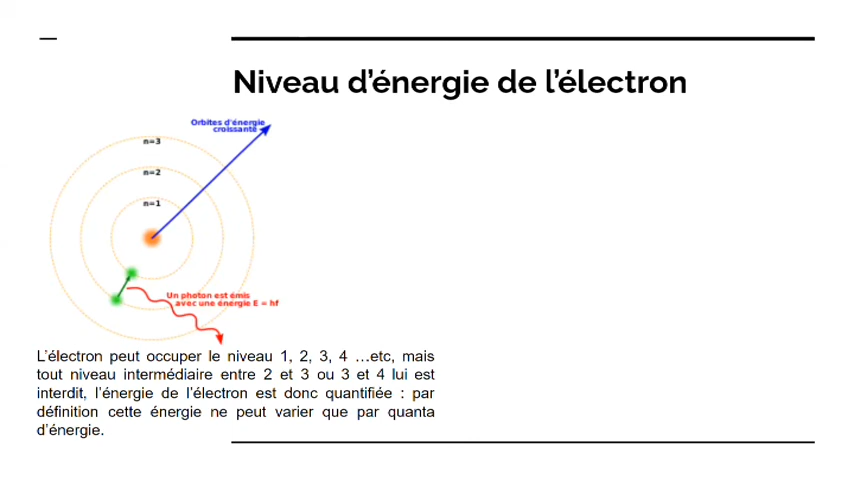 Niveau d’énergie de l’électron
Orbites d'énergie
croissante
n=3
n=2
n=1
Un photon est émis
avec une énergie E = hf
L’électron peut occuper le niveau 1, 2, 3, 4 …etc, mais
tout niveau intermédiaire entre 2 et 3 ou 3 et 4 lui est
interdit, l’énergie de l’électron est donc quantifiée : par
définition cette énergie ne peut varier que par quanta
d’énergie.